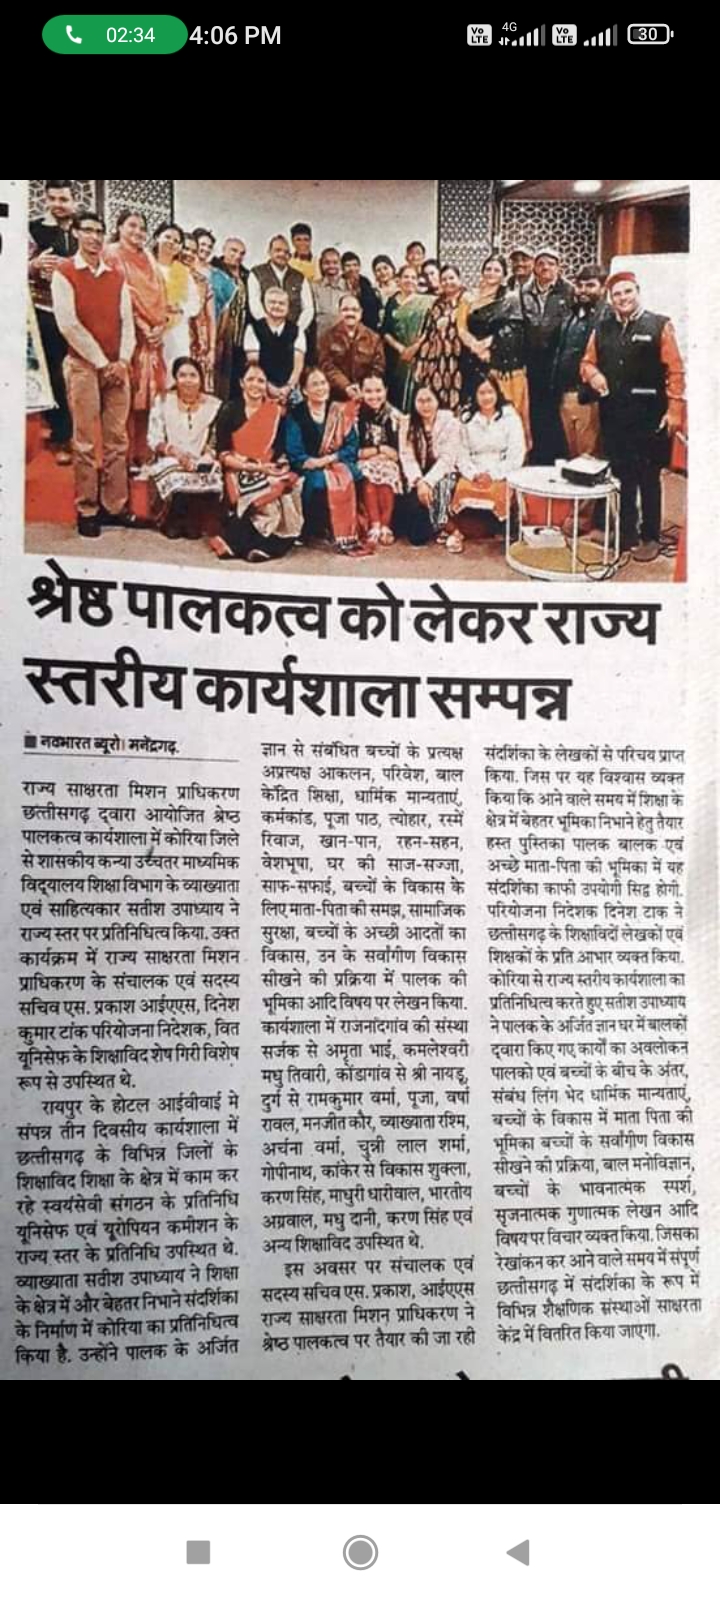 02:34 4:06 PM
Vo LTE 4G Vo LTE 30
श्रेष्ठ पालकत्व को लेकर राज्य
स्तरीय कार्यशाला सम्पन्न
नवभारत ब्यूरो। मनेंद्रगढ़.
राज्य साक्षरता मिशन प्राधिकरण
छत्तीसगढ़ द्वारा आयोजित श्रेष्ठ
पालकत्व कार्यशाला में कोरिया जिले
से शासकीय कन्या उच्चतर माध्यमिक
विद्यालय शिक्षा विभाग के व्याख्याता
एवं साहित्यकार सतीश उपाध्याय ने
राज्य स्तर पर प्रतिनिधित्व किया. उक्त
कार्यक्रम में राज्य साक्षरता मिशन
प्राधिकरण के संचालक एवं सदस्य
सचिव एस. प्रकाश आईएएस, दिनेश
कुमार टांक परियोजना निदेशक, वित
यूनिसेफ़ के शिक्षाविद शेष गिरी विशेष
रूप से उपस्थित थे.
रायपुर के होटल आईवीवाई मे
संपन्न तीन दिवसीय कार्यशाला में
छत्तीसगढ़ के विभिन्न जिलों के
शिक्षाविद शिक्षा के क्षेत्र में काम कर
रहे स्वयंसेवी संगठन के प्रतिनिधि
यूनिसेफ एवं यूरोपियन कमीशन के
राज्य स्तर के प्रतिनिधि उपस्थित थे.
व्याख्याता सतीश उपाध्याय ने शिक्षा
के क्षेत्र में और बेहतर निभाने संदर्शिका
के निर्माण में कोरिया का प्रतिनिधित्व
किया है. उन्होंने पालक के अर्जित
ज्ञान से संबंधित बच्चों के प्रत्यक्ष
अप्रत्यक्ष आकलन, परिवेश, बाल
केंद्रित शिक्षा, धार्मिक मान्यताएं,
कर्मकांड, पूजा पाठ, त्योहार, रस्में
रिवाज, खान-पान, रहन-सहन,
वेशभूषा, घर की साज-सज्जा,
साफ-सफाई, बच्चों के विकास के
लिए माता-पिता की समझ, सामाजिक
सुरक्षा, बच्चों के अच्छी आदतों का
विकास, उन के सर्वांगीण विकास
सीखने की प्रक्रिया में पालक की
भूमिका आदि विषय पर लेखन किया.
कार्यशाला में राजनांदगांव की संस्था
सर्जक से अमृता भाई, कमलेश्वरी
मधु तिवारी, कोंडागांव से श्री नायडू,
दुर्ग से रामकुमार वर्मा, पूजा, वर्षा
रावल, मनजीत कौर, व्याख्याता रश्मि,
अर्चना वर्मा, चुन्नी लाल शर्मा,
गोपीनाथ, कांकेर से विकास शुक्ला,
करण सिंह, माधुरी धारीवाल, भारतीय
अग्रवाल, मधु दानी, करण सिंह एवं
अन्य शिक्षाविद उपस्थित थे.
इस अवसर पर संचालक एवं
सदस्य सचिव एस. प्रकाश, आईएएस
राज्य साक्षरता मिशन प्राधिकरण ने
श्रेष्ठ पालकत्व पर तैयार की जा रही
संदर्शिका के लेखकों से परिचय प्राप्त
किया. जिस पर यह विश्वास व्यक्त
किया कि आने वाले समय में शिक्षा के
क्षेत्र में बेहतर भूमिका निभाने हेतु तैयार
हस्त पुस्तिका पालक बालक एवं
अच्छे माता-पिता की भूमिका में यह
संदर्शिका काफी उपयोगी सिद्ध होगी.
परियोजना निदेशक दिनेश टाक ने
छत्तीसगढ़ के शिक्षाविदों लेखकों एवं
शिक्षकों के प्रति आभार व्यक्त किया.
कोरिया से राज्य स्तरीय कार्यशाला का
प्रतिनिधित्व करते हुए सतीश उपाध्याय
ने पालक के अर्जित ज्ञान घर में बालकों
द्वारा किए गए कार्यों का अवलोकन
पालको एवं बच्चों के बीच के अंतर,
संबंध लिंग भेद धार्मिक मान्यताएं,
बच्चों के विकास में माता पिता की
भूमिका बच्चों के सर्वांगीण विकास
सीखने की प्रक्रिया, बाल मनोविज्ञान,
बच्चों के भावनात्मक स्पर्श,
सृजनात्मक गुणात्मक लेखन आदि
विषय पर विचार व्यक्त किया. जिसका
रेखांकन कर आने वाले समय में संपूर्ण
छत्तीसगढ़ में संदर्शिका के रूप में
विभिन्न शैक्षणिक संस्थाओं साक्षरता
केंद्र में वितरित किया जाएगा.